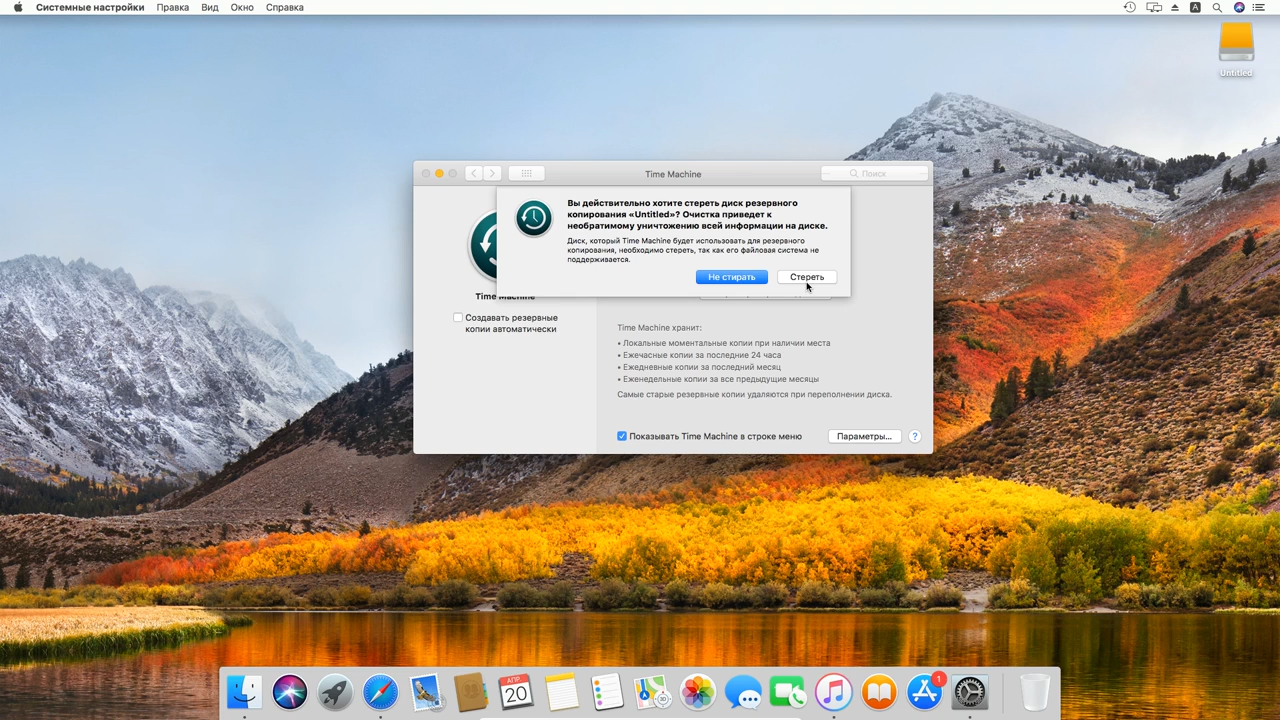 Системные настройки Правка Вид Окно Справка
A
Untitled
Time Machine
Поиск
Вы действительно хотите стереть диск резервного
копирования «Untitled»? Очистка приведет к
необратимому уничтожению всей информации на диске.
Диск, который Time Machine будет использовать для резервного
копирования, необходимо стереть, так как его файловая система не
поддерживается.
Не стирать Стереть
Time Machine
Создавать резервные
копии автоматически
Time Machine хранит:
• Локальные моментальные копии при наличии места
• Ежечасные копии за последние 24 часа
• Ежедневные копии за последний месяц
• Еженедельные копии за все предыдущие месяцы
Самые старые резервные копии удаляются при переполнении диска.
Показывать Time Machine в строке меню Параметры... ?
АПР.
20
3D
1